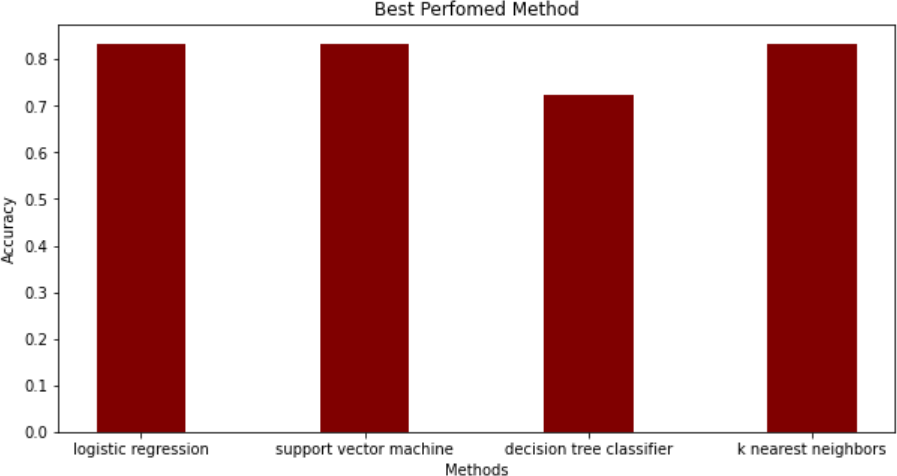 Best Perfomed Method
Accuracy
0.8
0.7
0.6
0.5
0.4
0.3
0.2
0.1
0.0
logistic regression
support vector machine
decision tree classifier
k nearest neighbors
Methods